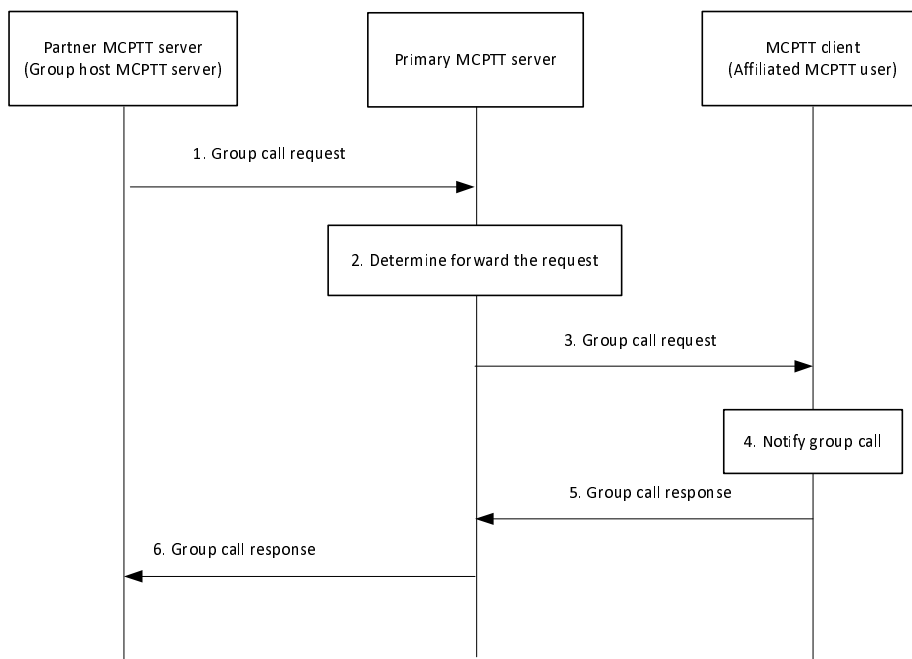 Partner MCPTT server
(Group host MCPTT server)
Primary MCPTT server
MCPTT client
(Affiliated MCPTT user)
1. Group call request
2. Determine forward the request
3. Group call request
4. Notify group call
5. Group call response
6. Group call response